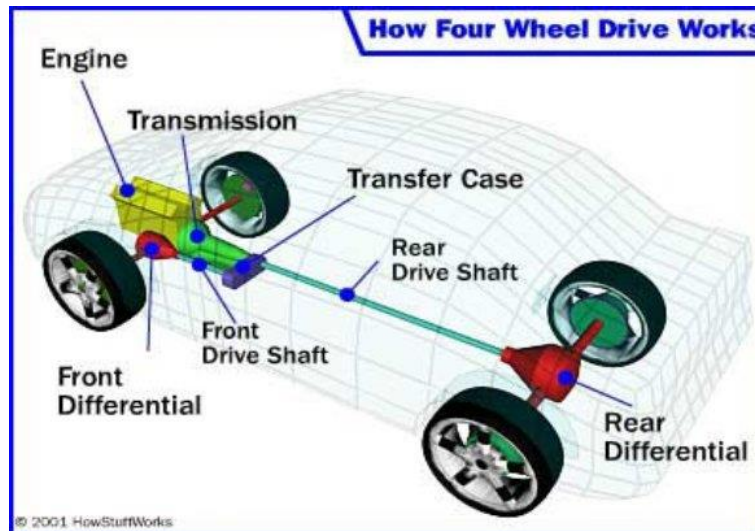 How Four Wheel Drive Works
Engine
Transmission
Transfer Case
Rear
Drive Shaft
Front
Drive Shaft
Front
Differential
Rear
Differential
© 2001 HowStuffWorks